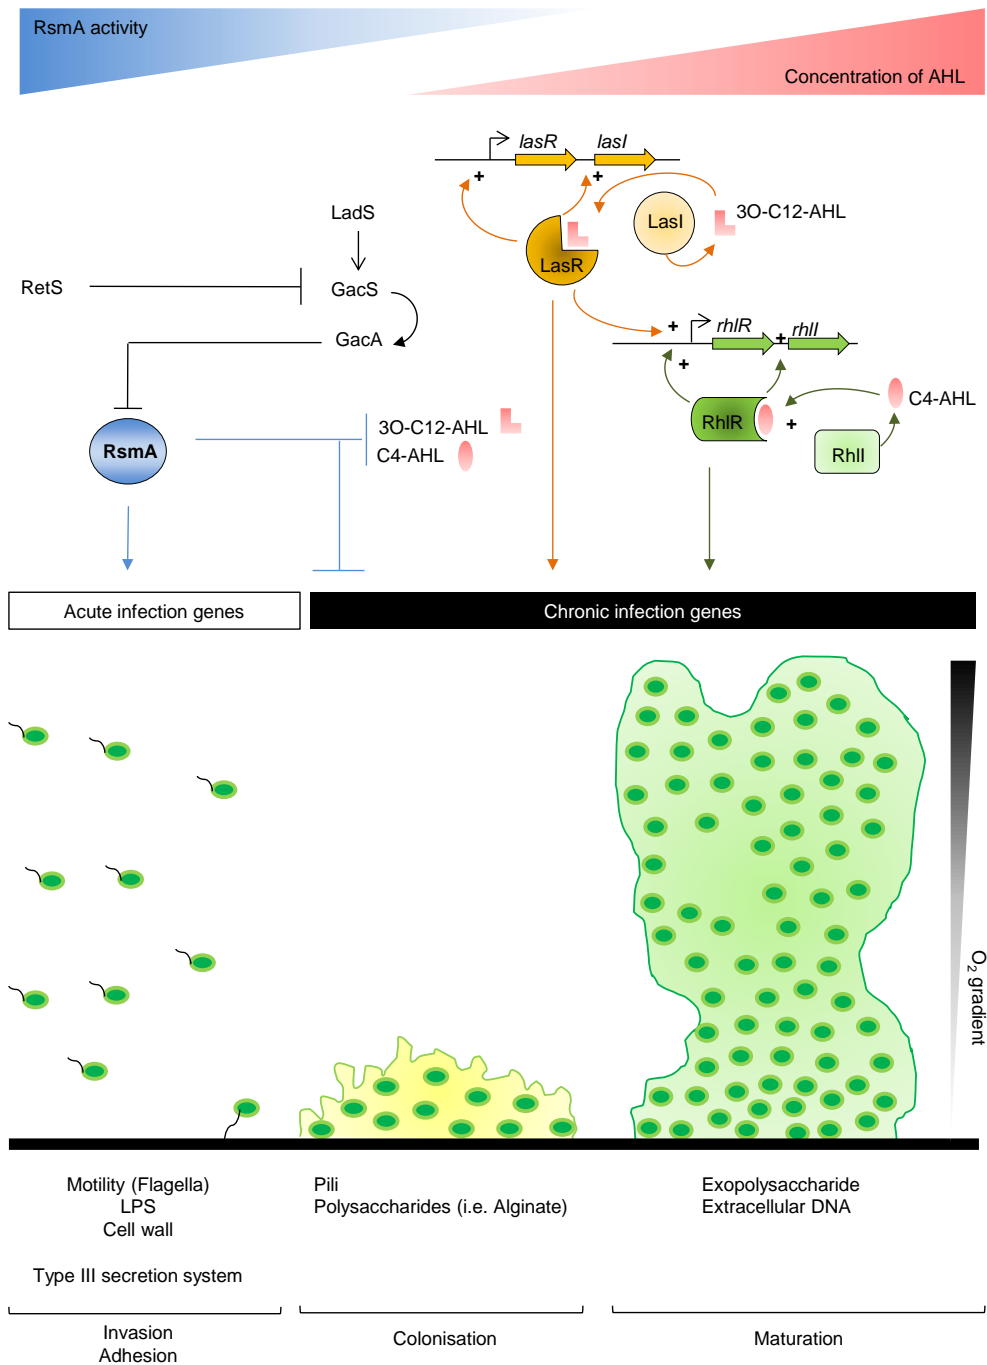 RsmA activity
Concentration of AHL
lasR
lasI
+
+
LadS
LasI
3O-C12-AHL
LasR
RetS
GacS
GacA
+
rhlR
+
rhlI
+
C4-AHL
RhlR
+
RhlI
RsmA
3O-C12-AHL
C4-AHL
Acute infection genes
Chronic infection genes
O2 gradient
Motility (Flagella)
LPS
Cell wall
Type III secretion system
Pili
Polysaccharides (i.e. Alginate)
Exopolysaccharide
Extracellular DNA
Invasion
Adhesion
Colonisation
Maturation